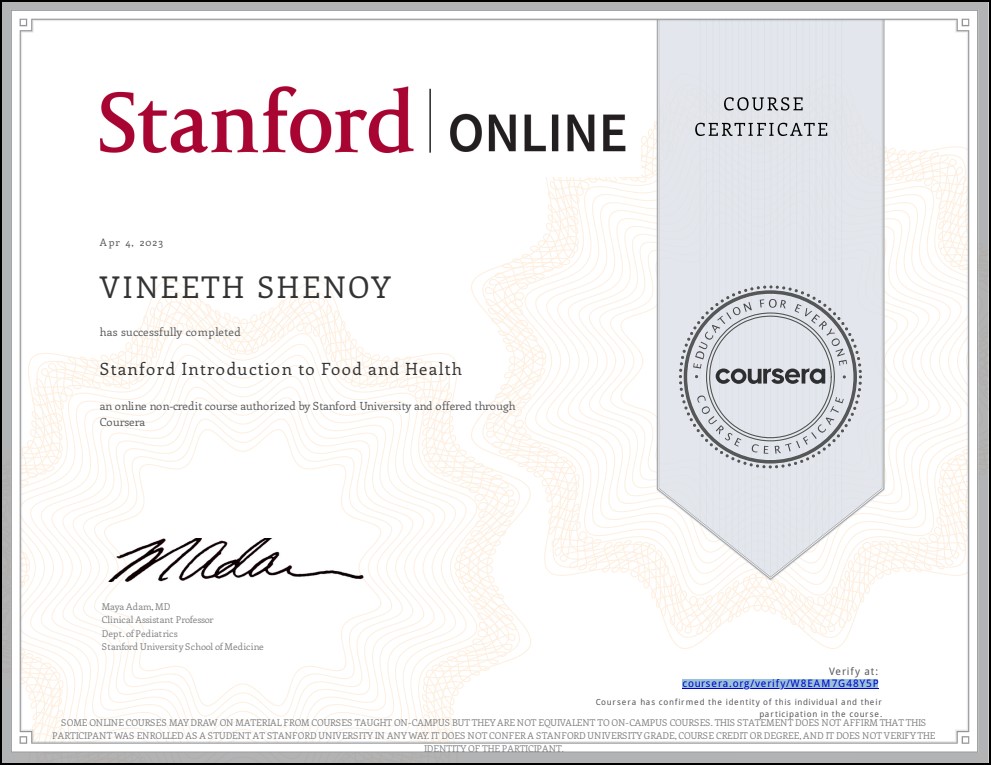 Stanford | ONLINE
COURSE
CERTIFICATE
Apr 4, 2023
VINEETH SHENOY
has successfully completed
Stanford Introduction to Food and Health
an online non-credit course authorized by Stanford University and offered through
Coursera
EDUCATION FOR EVERYONE
coursera
COURSE CERTIFICATE
MAdam
Maya Adam, MD
Clinical Assistant Professor
Dept. of Pediatrics
Stanford University School of Medicine
Verify at:
coursera.org/verify/W8EAM7G48Y5P
Coursera has confirmed the identity of this individual and their
participation in the course.
SOME ONLINE COURSES MAY DRAW ON MATERIAL FROM COURSES TAUGHT ON-CAMPUS BUT THEY ARE NOT EQUIVALENT TO ON-CAMPUS COURSES. THIS STATEMENT DOES NOT AFFIRM THAT THIS
PARTICIPANT WAS ENROLLED AS A STUDENT AT STANFORD UNIVERSITY IN ANY WAY. IT DOES NOT CONFER A STANFORD UNIVERSITY GRADE, COURSE CREDIT OR DEGREE, AND IT DOES NOT VERIFY THE
IDENTITY OF THE PARTICIPANT.